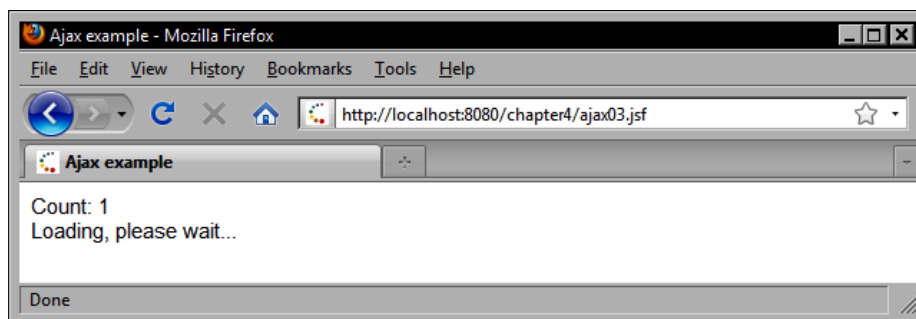 Ajax example - Mozilla Firefox
File Edit View History Bookmarks Tools Help
http://localhost:8080/chapter4/ajax03.jsf
Ajax example
Count: 1
Loading, please wait...
Done